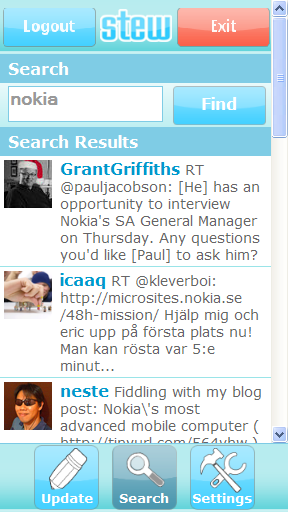 Logout stew Exit
Search
nokia Find
Search Results
GrantGriffiths RT
@pauljacobson: [He] has an
opportunity to interview
Nokia's SA General Manager
on Thursday. Any questions
you'd like [Paul] to ask him?
icaaq RT @kleverboi:
http://microsites.nokia.se
/48h-mission/ Hjälp mig och
eric upp på första plats nu!
Man kan rösta var 5:e
minut...
neste Fiddling with my blog
post: Nokia\'s most
advanced mobile computer (
Update Search Settings